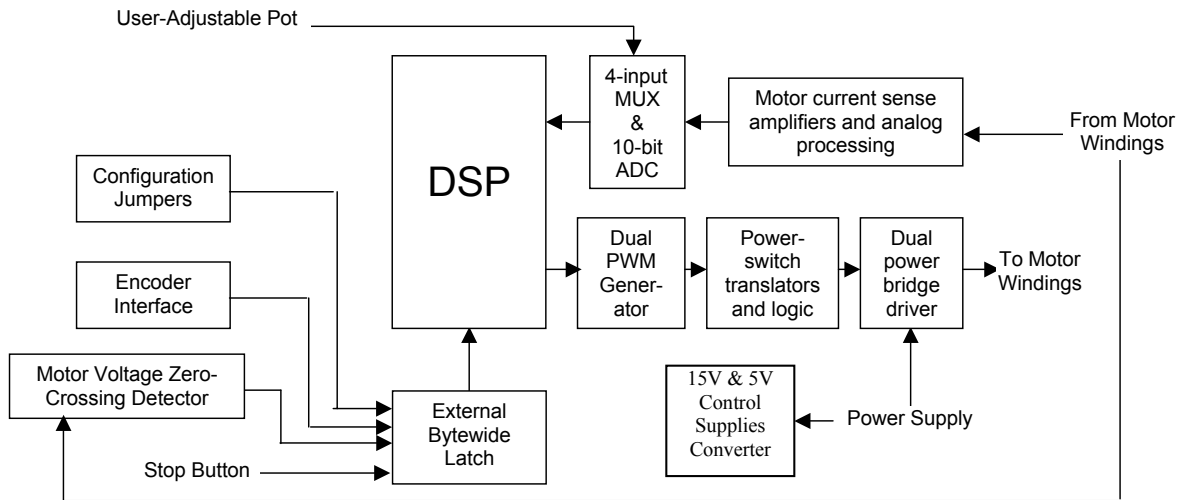 User-Adjustable Pot
4-input
MUX
&
10-bit
ADC
Motor current sense
amplifiers and analog
processing
From Motor
Windings
DSP
Configuration
Jumpers
Encoder
Interface
Dual
PWM
Gener-
ator
Power-
switch
translators
and logic
Dual
power
bridge
driver
To Motor
Windings
Motor Voltage Zero-
Crossing Detector
External
Bytewide
Latch
15V & 5V
Control
Supplies
Converter
Power Supply
Stop Button